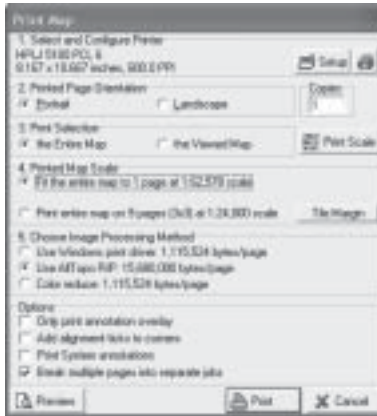 Print Map
1. Select and Configure Printer
HP LJ 5100 PCL 6
8.167 x 10.667 inches, 600.0 PPI
Setup
2. Printed Page Orientation
Portrait
Landscape
Copies:
1
3. Print Selection
the Entire Map
the Viewed Map
Print Scale
4. Printed Map Scale
Fit the entire map to 1 page at 1:52,579 scale
Print entire map on 9 pages (3x3) at 1:24,000 scale
Tile Margin
5. Choose Image Processing Method
Use Windows print driver: 1,115,524 bytes/page
Use AllTopo RIP: 15,680,000 bytes/page
Color reduce: 1,115,524 bytes/page
Options
Only print annotation overlay
Add alignment ticks to corners
Print System annotations
Break multiple pages into separate jobs
Preview
Print
Cancel